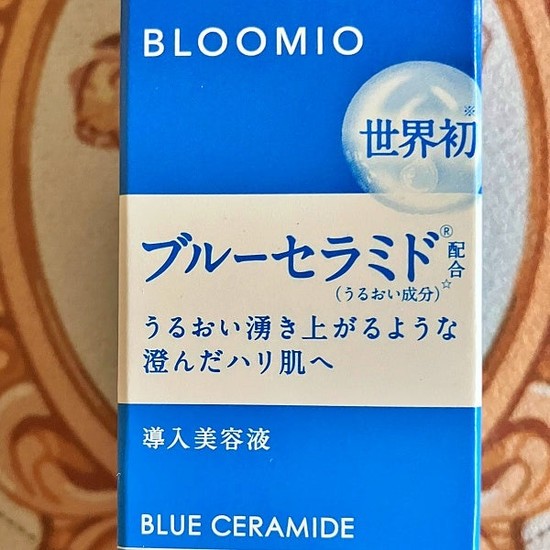 BLOOMIO
※
世界初
ブルーセラミド® 配合☆
(うるおい成分)
うるおい湧き上がるような
澄んだハリ肌へ
導入美容液
BLUE CERAMIDE